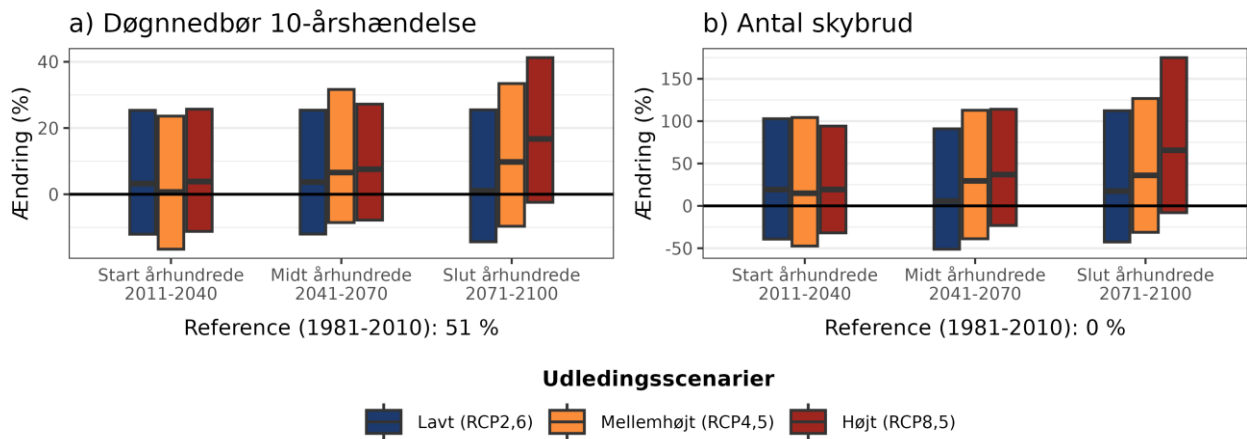 a) Døgnnedbør 10-årshændelse
Ændring (%)
40
20
0
Start århundrede
2011-2040
Midt århundrede
2041-2070
Slut århundrede
2071-2100
Reference (1981-2010): 51 %
b) Antal skybrud
Ændring (%)
150
100
50
0
-50
Start århundrede
2011-2040
Midt århundrede
2041-2070
Slut århundrede
2071-2100
Reference (1981-2010): 0 %
Udledingsscenarier
Lavt (RCP2,6)
Mellemhøjt (RCP4,5)
Højt (RCP8,5)